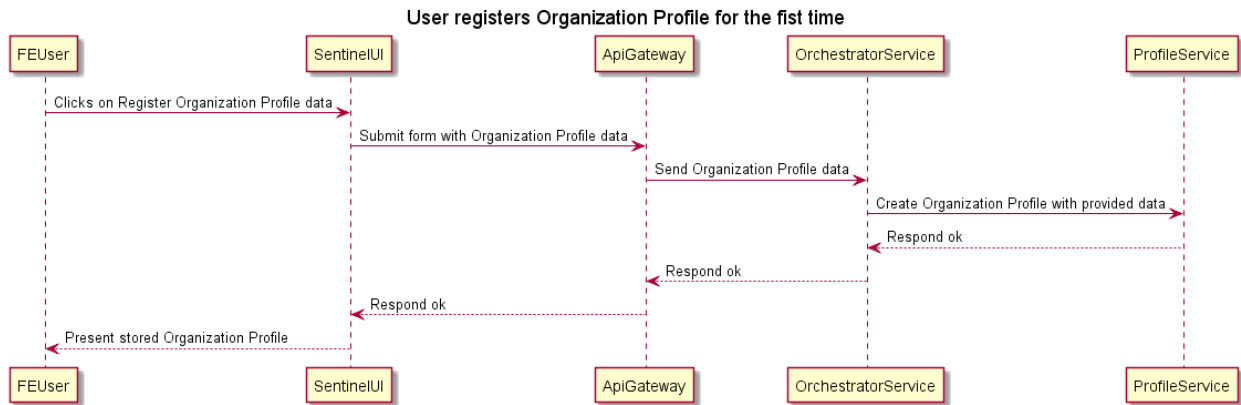 User registers Organization Profile for the fist time
FEUser SentinelUI ApiGateway OrchestratorService ProfileService
Clicks on Register Organization Profile data
Submit form with Organization Profile data
Send Organization Profile data
Create Organization Profile with provided data
Respond ok
Respond ok
Respond ok
Present stored Organization Profile
FEUser SentinelUI ApiGateway OrchestratorService ProfileService